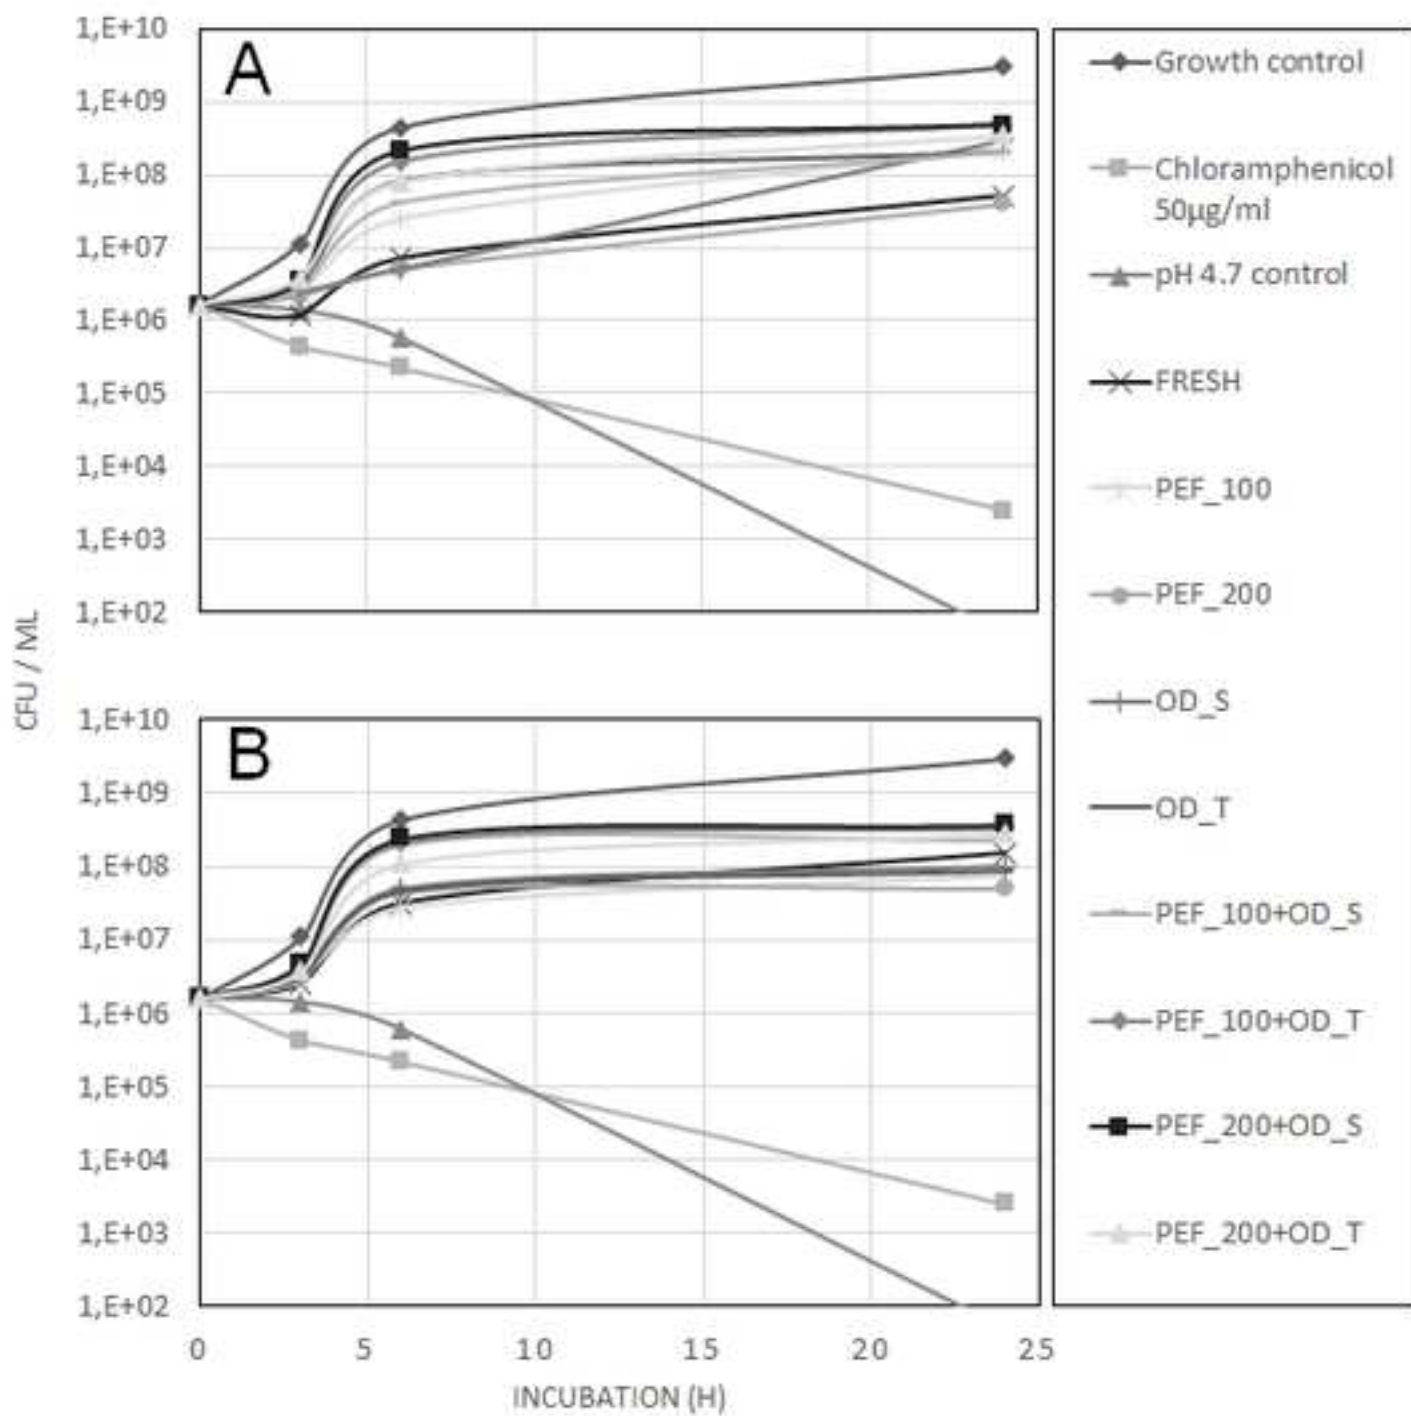 CFU / ML
A
1,E+10
1,E+09
1,E+08
1,E+07
1,E+06
1,E+05
1,E+04
1,E+03
1,E+02
B
1,E+10
1,E+09
1,E+08
1,E+07
1,E+06
1,E+05
1,E+04
1,E+03
1,E+02
0 5 10 15 20 25
INCUBATION (H)
Growth control
Chloramphenicol
50µg/ml
pH 4.7 control
FRESH
PEF_100
PEF_200
OD_S
OD_T
PEF_100+OD_S
PEF_100+OD_T
PEF_200+OD_S
PEF_200+OD_T